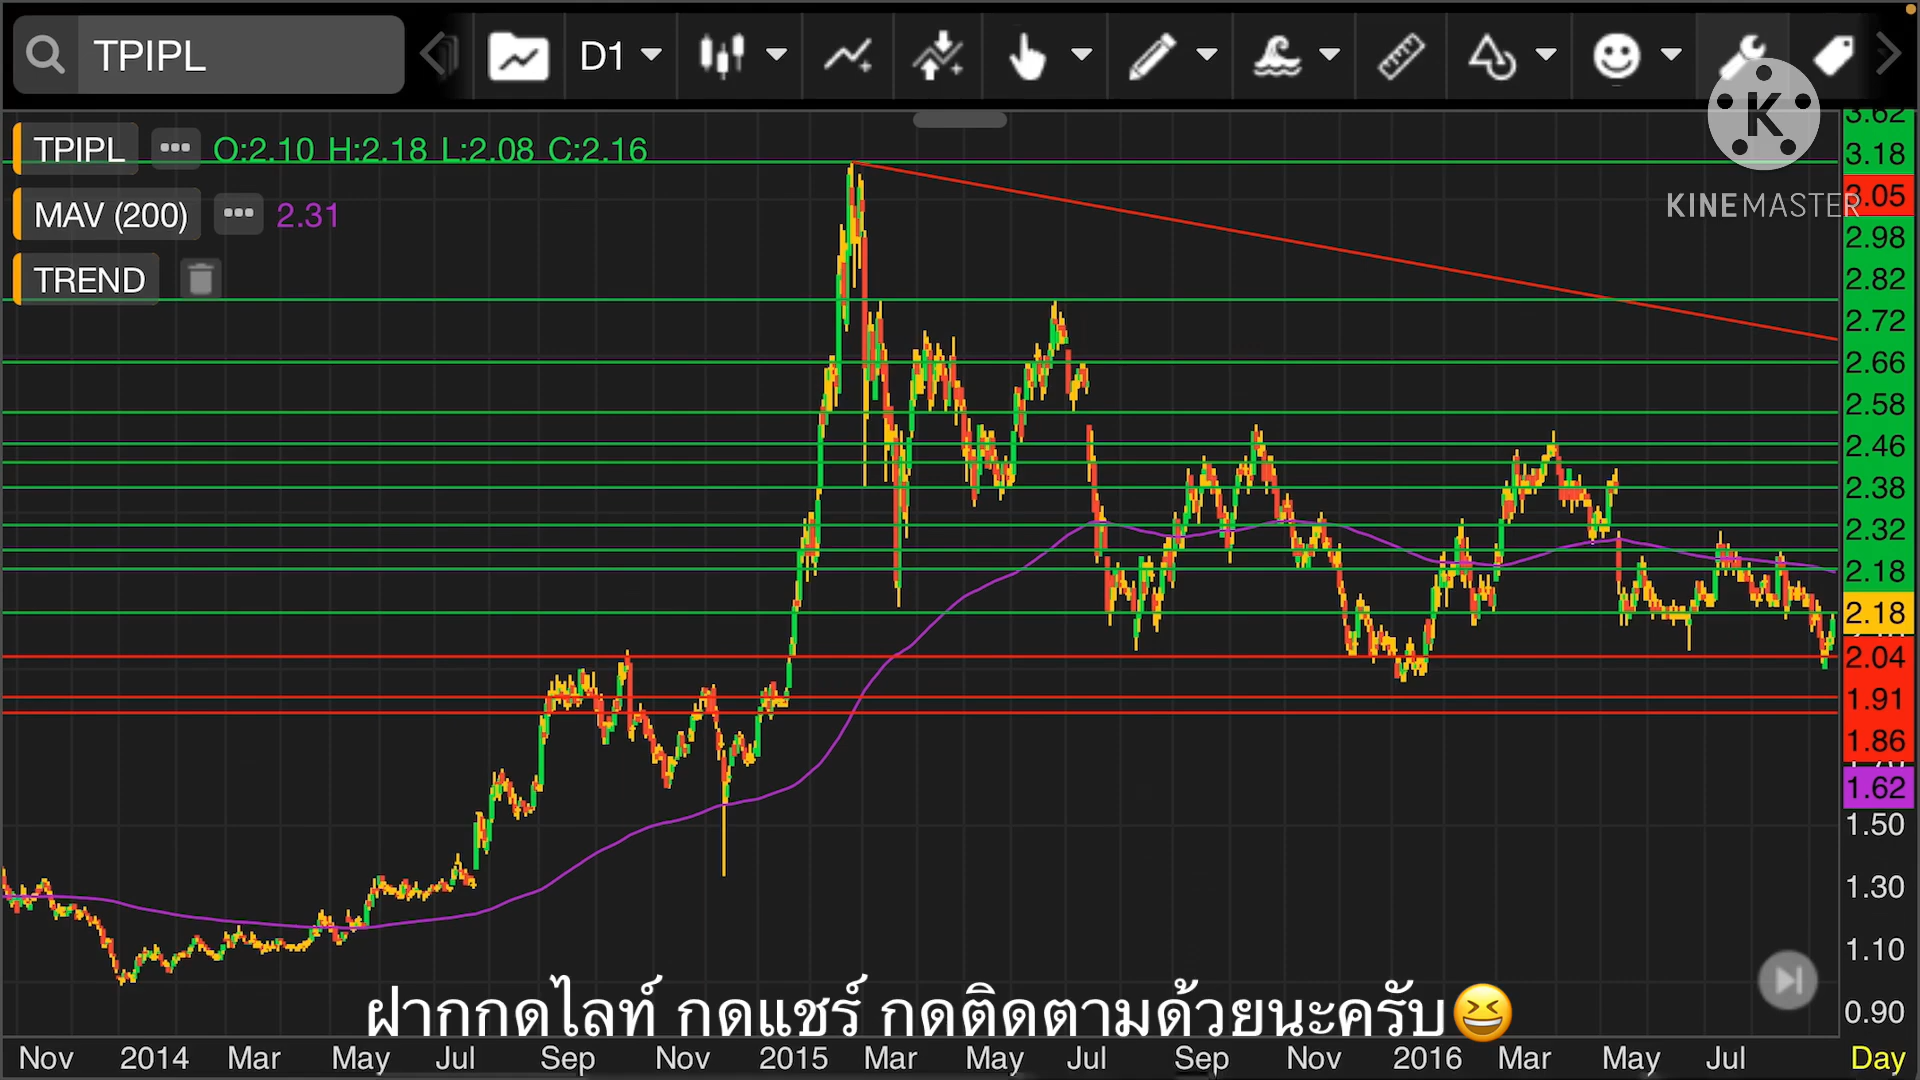 TPIPL
D1
TPIPL ... O:2.10 H:2.18 L:2.08 C:2.16
MAV (200) ... 2.31
TREND
K
KINEMASTER
3.62
3.18
3.05
2.98
2.82
2.72
2.66
2.58
2.46
2.38
2.32
2.18
2.18
2.04
1.91
1.86
1.62
1.50
1.30
1.10
0.90
ฝากกดไลท์ กดแชร์ กดติดตามด้วยนะครับ😆
Nov 2014 Mar May Jul Sep Nov 2015 Mar May Jul Sep Nov 2016 Mar May Jul Day